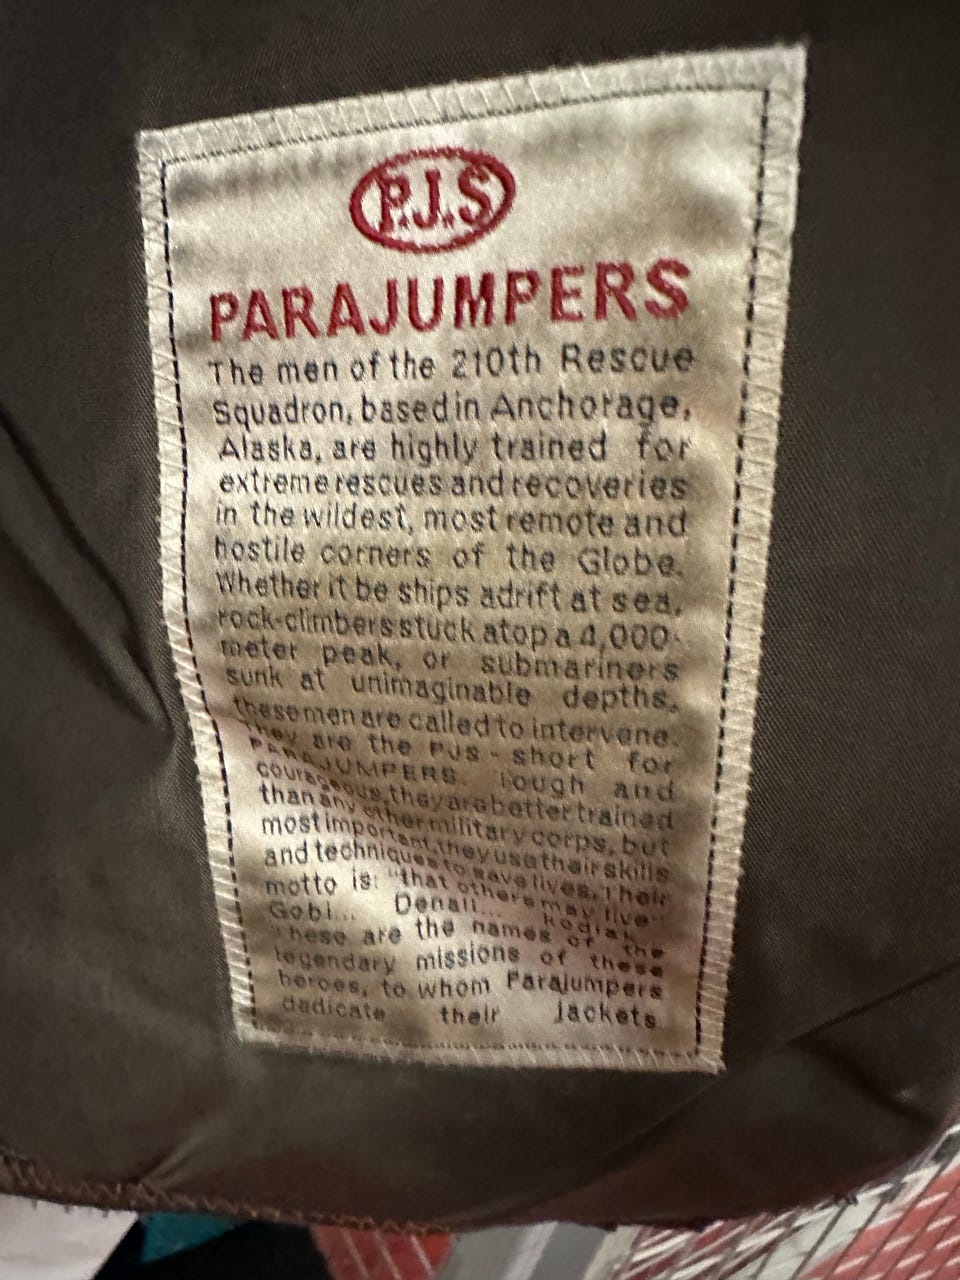 P.J.S
PARAJUMPERS
The men of the 210th Rescue
Squadron, based in Anchorage,
Alaska, are highly trained for
extreme rescues and recoveries
in the wildest, most remote and
hostile corners of the Globe.
Whether it be ships adrift at sea,
rock-climbers stuck atop a 4,000-
meter peak, or submariners
sunk at unimaginable depths,
these men are called to intervene.
They are the PJS - short for
PARAJUMPERS. Tough and
courageous, they are better trained
than any other military corps, but
most important, they use their skills
and techniques to save lives. Their
motto is: "that others may live"
Gobi... Denali... Kodiak
These are the names of the
legendary missions of these
heroes, to whom Parajumpers
dedicate their jackets